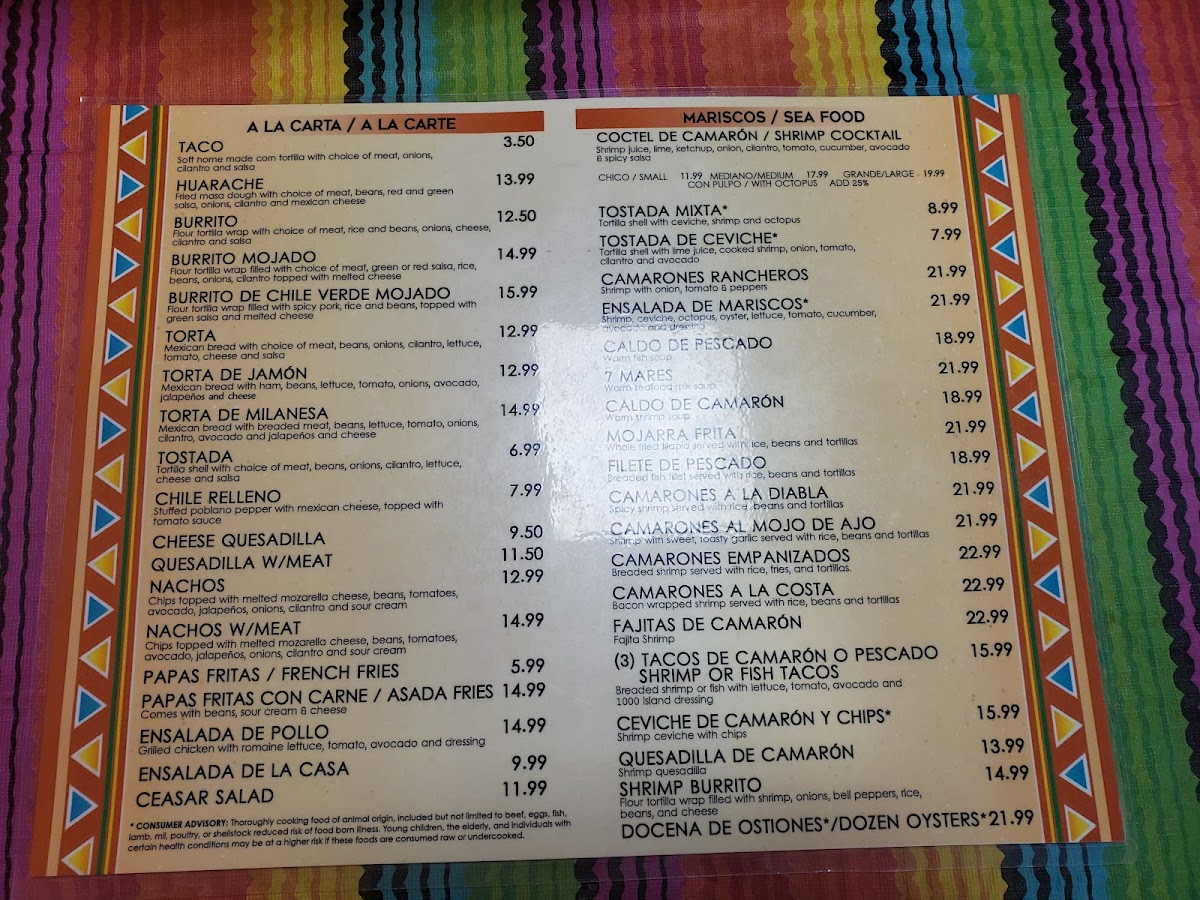 A LA CARTA / A LA CARTE
TACO 3.50
Soft home made corn tortilla with choice of meat, onions,
cilantro and salsa
HUARACHE 13.99
Fried masa dough with choice of meat, beans, red and green
salsa, onions, cilantro and mexican cheese
BURRITO 12.50
Flour tortilla wrap with choice of meat, rice and beans, onions, cheese,
cilantro and salsa
BURRITO MOJADO 14.99
Flour tortilla wrap filled with choice of meat, green or red salsa, rice,
beans, onions, cilantro topped with melted cheese
BURRITO DE CHILE VERDE MOJADO 15.99
Flour tortilla wrap filled with spicy pork, rice and beans, topped with
green salsa and melted cheese
TORTA 12.99
Mexican bread with choice of meat, beans, onions, cilantro, lettuce,
tomato, cheese and salsa
TORTA DE JAMÓN 12.99
Mexican bread with ham, beans, lettuce, tomato, onions, avocado,
jalapeños and cheese
TORTA DE MILANESA 14.99
Mexican bread with breaded meat, beans, lettuce, tomato, onions,
cilantro, avocado and jalapeños and cheese
TOSTADA 6.99
Tortilla shell with choice of meat, beans, onions, cilantro, lettuce,
cheese and salsa
CHILE RELLENO 7.99
Stuffed poblano pepper with mexican cheese, topped with
tomato sauce
CHEESE QUESADILLA 9.50
QUESADILLA W/MEAT 11.50
NACHOS 12.99
Chips topped with melted mozarella cheese, beans, tomatoes,
avocado, jalapeños, onions, cilantro and sour cream
NACHOS W/MEAT 14.99
Chips topped with melted mozarella cheese, beans, tomatoes,
avocado, jalapeños, onions, cilantro and sour cream
PAPAS FRITAS / FRENCH FRIES 5.99
PAPAS FRITAS CON CARNE / ASADA FRIES 14.99
Comes with beans, sour cream & cheese
ENSALADA DE POLLO 14.99
Grilled chicken with romaine lettuce, tomato, avocado and dressing
ENSALADA DE LA CASA 9.99
CEASAR SALAD 11.99
* CONSUMER ADVISORY: Thoroughly cooking food of animal origin, included but not limited to beef, eggs, fish,
lamb, mil, poultry, or shellstock reduced risk of food born illness. Young children, the elderly, and individuals with
certain health conditions may be at a higher risk if these foods are consumed raw or undercooked.
MARISCOS / SEA FOOD
COCTEL DE CAMARÓN / SHRIMP COCKTAIL
Shrimp juice, lime, ketchup, onion, cilantro, tomato, cucumber, avocado
& spicy salsa
CHICO / SMALL 11.99 MEDIANO/MEDIUM 17.99 GRANDE/LARGE - 19.99
CON PULPO / WITH OCTOPUS ADD 25%
TOSTADA MIXTA* 8.99
Tortilla shell with ceviche, shrimp and octopus
TOSTADA DE CEVICHE* 7.99
Tortilla shell with lime juice, cooked shrimp, onion, tomato,
cilantro and avocado
CAMARONES RANCHEROS 21.99
Shrimp with onion, tomato & peppers
ENSALADA DE MARISCOS* 21.99
Shrimp, ceviche, octopus, oyster, lettuce, tomato, cucumber,
avocado and dressing
CALDO DE PESCADO 18.99
Warm fish soup
7 MARES 21.99
Warm seafood mix soup
CALDO DE CAMARÓN 18.99
Warm shrimp soup
MOJARRA FRITA 21.99
Whole fried tilapia served with rice, beans and tortillas
FILETE DE PESCADO 18.99
Breaded fish fillat served with rice, beans and tortillas
CAMARONES A LA DIABLA 21.99
Spicy shrimp served with rice, beans and tortillas
CAMARONES AL MOJO DE AJO 21.99
Shrimp with sweet, toasty garlic served with rice, beans and tortillas
CAMARONES EMPANIZADOS 22.99
Breaded shrimp served with rice, fries, and tortillas.
CAMARONES A LA COSTA 22.99
Bacon wrapped shrimp served with rice, beans and tortillas
FAJITAS DE CAMARÓN 22.99
Fajita Shrimp
(3) TACOS DE CAMARÓN O PESCADO 15.99
SHRIMP OR FISH TACOS
Breaded shrimp or fish with lettuce, tomato, avocado and
1000 island dressing
CEVICHE DE CAMARÓN Y CHIPS* 15.99
Shrimp ceviche with chips
QUESADILLA DE CAMARÓN 13.99
Shrimp quesadilla
SHRIMP BURRITO 14.99
Flour tortilla wrap filled with shrimp, onions, bell peppers, rice,
beans, and cheese
DOCENA DE OSTIONES*/DOZEN OYSTERS* 21.99